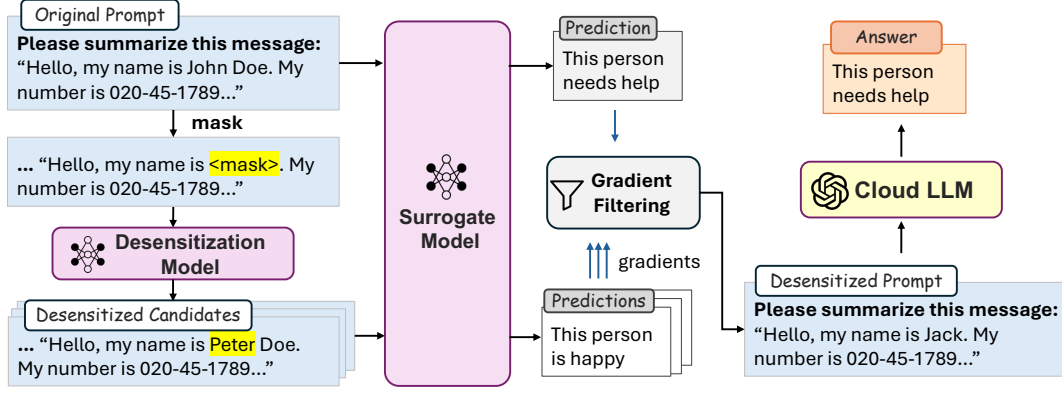 Original Prompt
Please summarize this message:
“Hello, my name is John Doe. My
number is 020-45-1789...”
mask
... “Hello, my name is <mask>. My
number is 020-45-1789...”
Desensitization
Model
Desensitized Candidates
... “Hello, my name is Peter Doe.
My number is 020-45-1789...”
Surrogate
Model
Prediction
This person
needs help
Gradient
Filtering
gradients
Predictions
This person
is happy
Answer
This person
needs help
Cloud LLM
Desensitized Prompt
Please summarize this message:
“Hello, my name is Jack. My
number is 020-45-1789...”